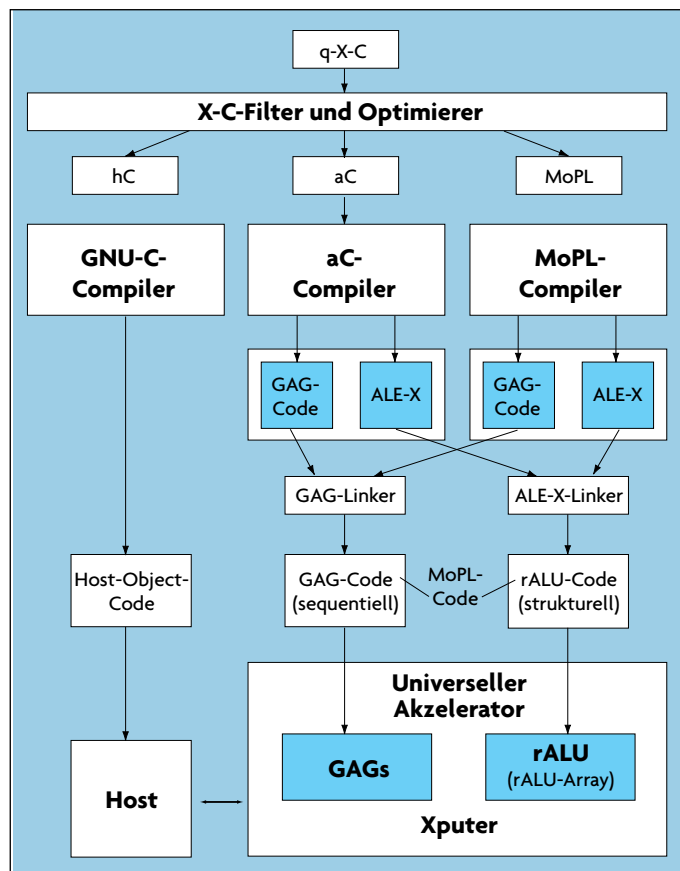 q-X-C
X-C-Filter und Optimierer
hC
aC
MoPL
GNU-C-
Compiler
aC-
Compiler
MoPL-
Compiler
GAG-
Code
ALE-X
GAG-
Code
ALE-X
GAG-Linker
ALE-X-Linker
Host-Object-
Code
GAG-Code
(sequentiell)
MoPL-
Code
rALU-Code
(strukturell)
Universeller
Akzelerator
Host
GAGs
rALU
(rALU-Array)
Xputer